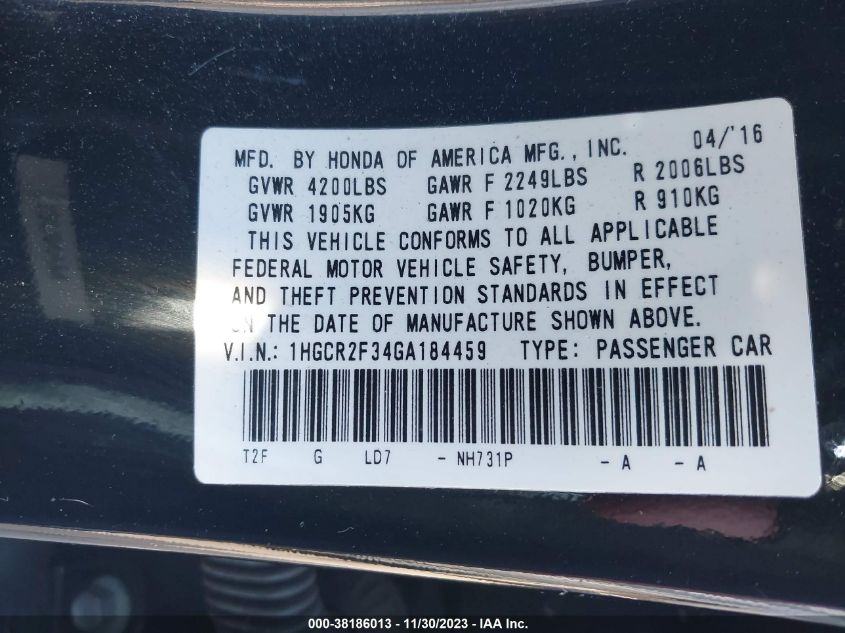 MFD. BY HONDA OF AMERICA MFG., INC. 04/'16
GVWR 4200LBS GAWR F 2249LBS R 2006LBS
GVWR 1905KG GAWR F 1020KG R 910KG
THIS VEHICLE CONFORMS TO ALL APPLICABLE
FEDERAL MOTOR VEHICLE SAFETY, BUMPER,
AND THEFT PREVENTION STANDARDS IN EFFECT
ON THE DATE OF MANUFACTURE SHOWN ABOVE.
V.I.N.: 1HGCR2F34GA184459 TYPE: PASSENGER CAR
T2F G LD7 - NH731P - A - A
000-38186013 - 11/30/2023 - IAA Inc.